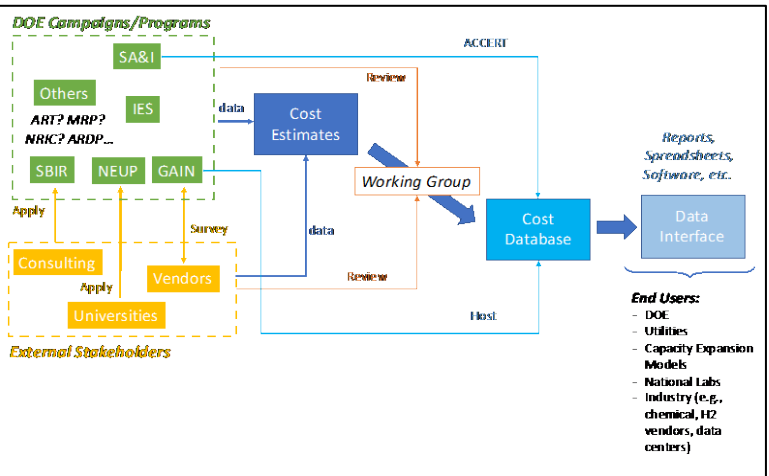 DOE Campaigns/Programs
SA&I
ACCERT
Others
IES
Review
ART? MRP?
NRIC? ARDP...
data
Cost
Estimates
SBIR
NEUP
GAIN
Working Group
Reports,
Spreadsheets,
Software, etc.
Cost
Database
Data
Interface
Apply
Survey
data
Consulting
Apply
Vendors
Review
Universities
Host
External Stakeholders
End Users:
- DOE
- Utilities
- Capacity Expansion
Models
- National Labs
- Industry (e.g.,
chemical, H2
vendors, data
centers)